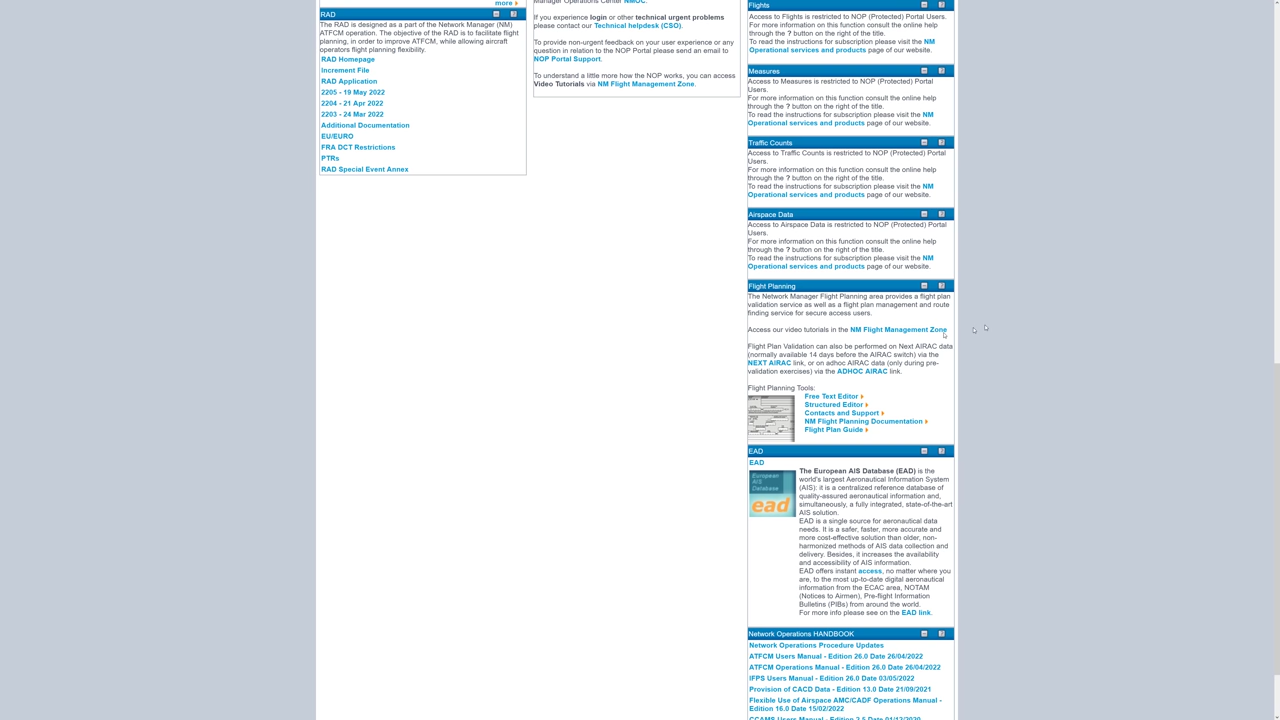 more
RAD
The RAD is designed as a part of the Network Manager (NM)
ATFCM operation. The objective of the RAD is to facilitate flight
planning, in order to improve ATFCM, while allowing aircraft
operators flight planning flexibility.
RAD Homepage
Increment File
RAD Application
2205 - 19 May 2022
2204 - 21 Apr 2022
2203 - 24 Mar 2022
Additional Documentation
EU/EURO
FRA DCT Restrictions
PTRs
RAD Special Event Annex
Manager Operations Center NMOC.
If you experience login or other technical urgent problems
please contact our Technical helpdesk (CSO).
To provide non-urgent feedback on your user experience or any
question in relation to the NOP Portal please send an email to
NOP Portal Support.
To understand a little more how the NOP works, you can access
Video Tutorials via NM Flight Management Zone.
Flights
Access to Flights is restricted to NOP (Protected) Portal Users.
For more information on this function consult the online help
through the ? button on the right of the title.
To read the instructions for subscription please visit the NM
Operational services and products page of our website.
Measures
Access to Measures is restricted to NOP (Protected) Portal
Users.
For more information on this function consult the online help
through the ? button on the right of the title.
To read the instructions for subscription please visit the NM
Operational services and products page of our website.
Traffic Counts
Access to Traffic Counts is restricted to NOP (Protected) Portal
Users.
For more information on this function consult the online help
through the ? button on the right of the title.
To read the instructions for subscription please visit the NM
Operational services and products page of our website.
Airspace Data
Access to Airspace Data is restricted to NOP (Protected) Portal
Users.
For more information on this function consult the online help
through the ? button on the right of the title.
To read the instructions for subscription please visit the NM
Operational services and products page of our website.
Flight Planning
The Network Manager Flight Planning area provides a flight plan
validation service as well as a flight plan management and route
finding service for secure access users.
Access our video tutorials in the NM Flight Management Zone
Flight Plan Validation can also be performed on Next AIRAC data
(normally available 14 days before the AIRAC switch) via the
NEXT AIRAC link, or on adhoc AIRAC data (only during pre-
validation exercises) via the ADHOC AIRAC link.
Flight Planning Tools:
Free Text Editor
Structured Editor
Contacts and Support
NM Flight Planning Documentation
Flight Plan Guide
EAD
EAD
European
AIS
Database
ead
The European AIS Database (EAD) is the
world's largest Aeronautical Information System
(AIS): it is a centralized reference database of
quality-assured aeronautical information and,
simultaneously, a fully integrated, state-of-the-art
AIS solution.
EAD is a single source for aeronautical data
needs. It is a safer, faster, more accurate and
more cost-effective solution than older, non-
harmonized methods of AIS data collection and
delivery. Besides, it increases the availability
and accessibility of AIS information.
EAD offers instant access, no matter where you
are, to the most up-to-date digital aeronautical
information from the ECAC area, NOTAM
(Notices to Airmen), Pre-flight Information
Bulletins (PIBs) from around the world.
For more info please see on the EAD link.
Network Operations HANDBOOK
Network Operations Procedure Updates
ATFCM Users Manual - Edition 26.0 Date 26/04/2022
ATFCM Operations Manual - Edition 26.0 Date 26/04/2022
IFPS Users Manual - Edition 26.0 Date 03/05/2022
Provision of CACD Data - Edition 13.0 Date 21/09/2021
Flexible Use of Airspace AMC/CADF Operations Manual -
Edition 16.0 Date 15/02/2022
CCAMS Users Manual - Edition 2.5 Date 01/12/2020